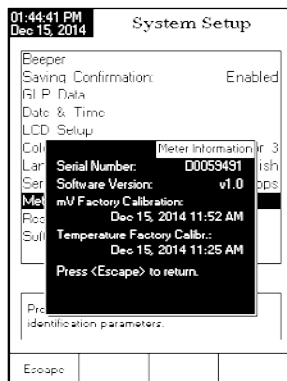 01:44:41 PM
Dec 15, 2014
System Setup
Beeper
Saving Confirmation: Enabled
GLP Data
Date & Time
LCD Setup
Meter Information
Serial Number: D0059491
Software Version: v1.0
mV Factory Calibration:
Dec 15, 2014 11:52 AM
Temperature Factory Calibr.:
Dec 15, 2014 11:25 AM
Press <Escape> to return.
identification parameters.
Escape